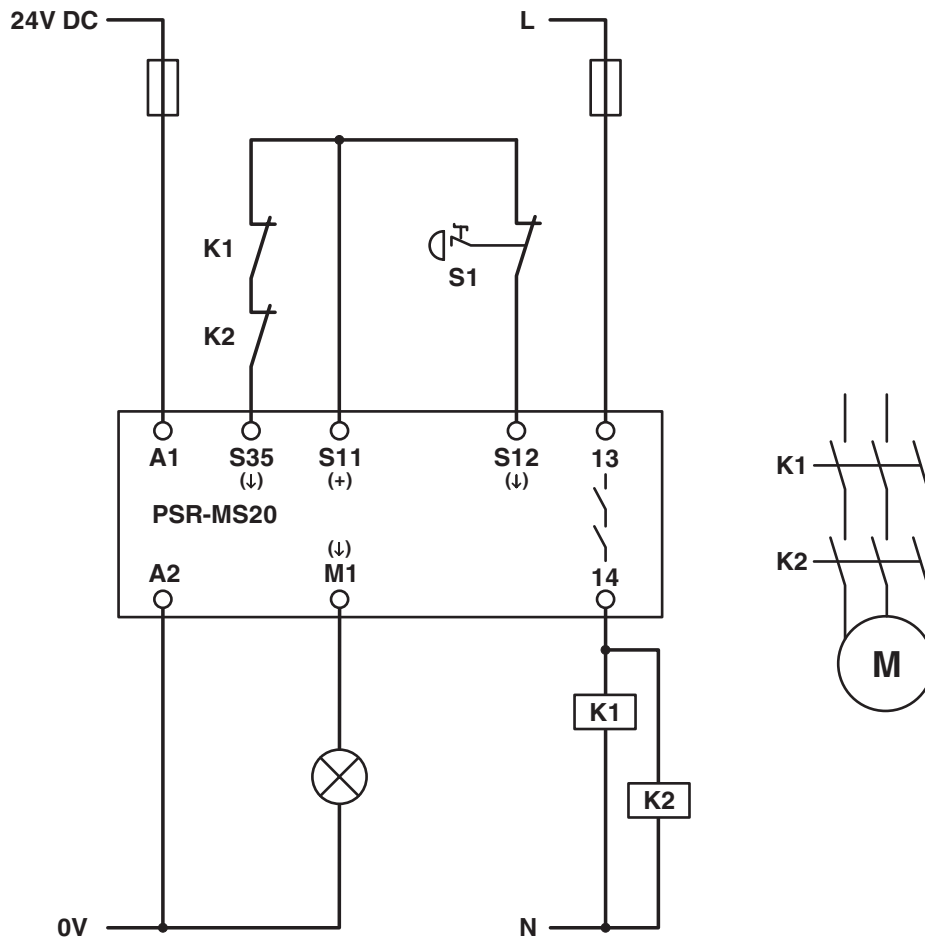 24V DC
L
K1
K2
S1
A1
S35
S11
S12
13
(↓)
(+)
(↓)
PSR-MS20
(↓)
A2
M1
14
K1
K2
M
K1
K2
0V
N